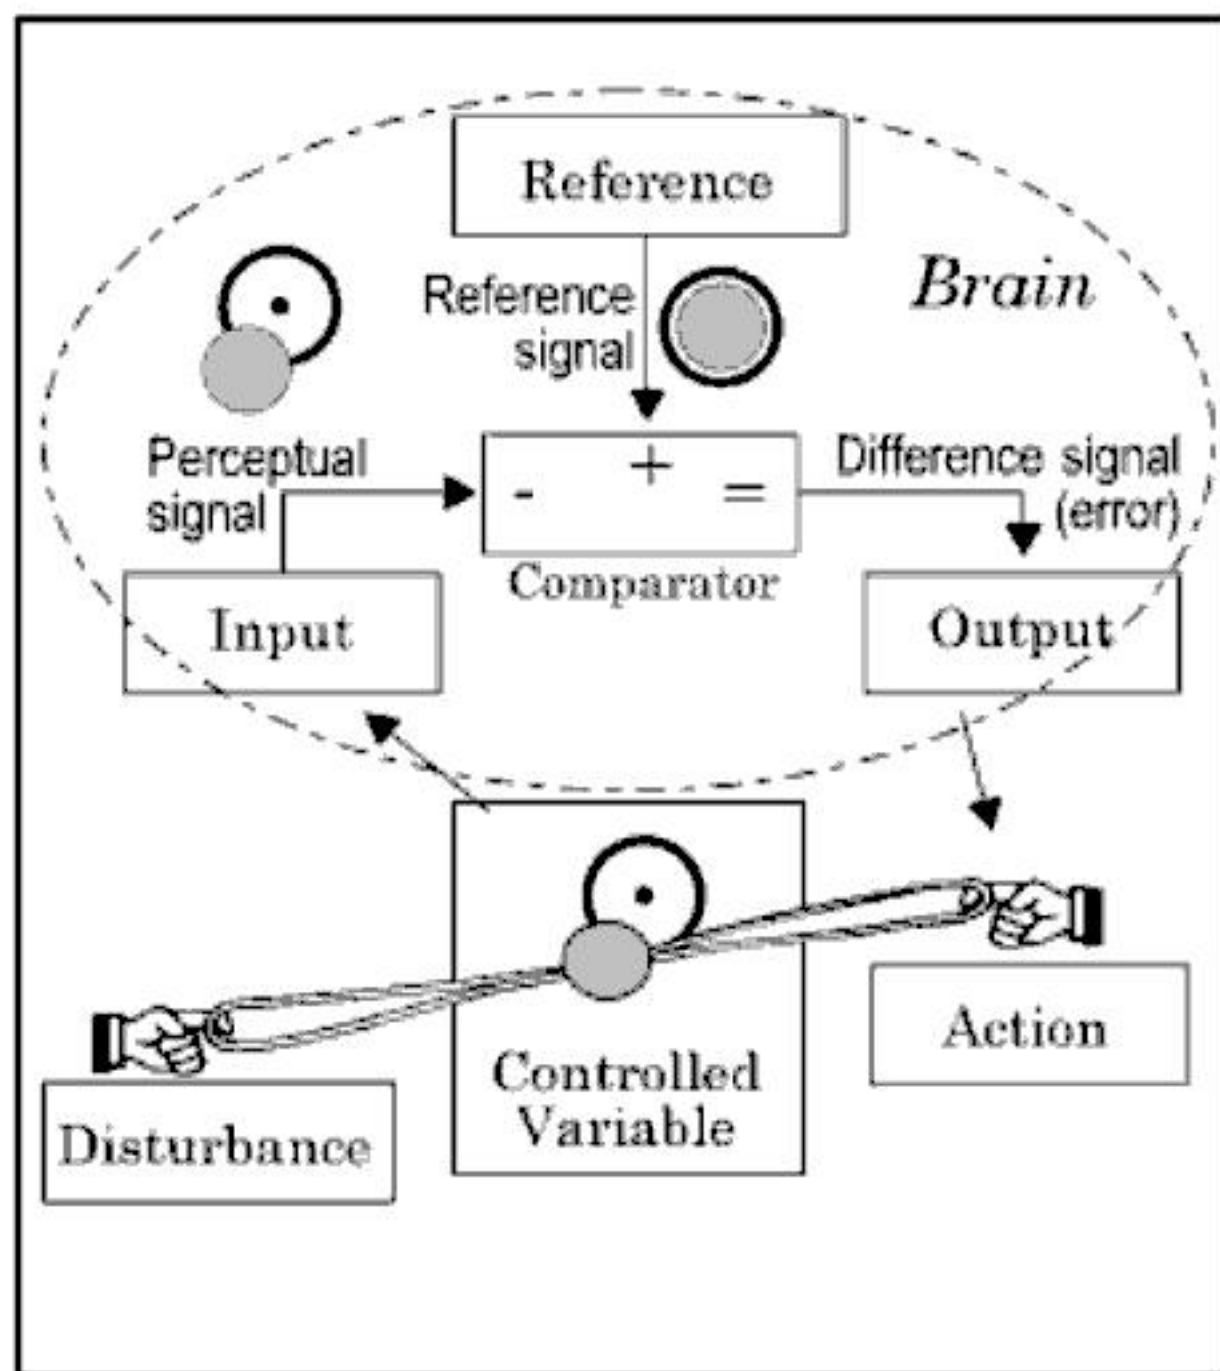 Reference
Brain
Reference
signal
Perceptual
signal
- + =
Comparator
Difference signal
(error)
Input
Output
Controlled
Variable
Action
Disturbance